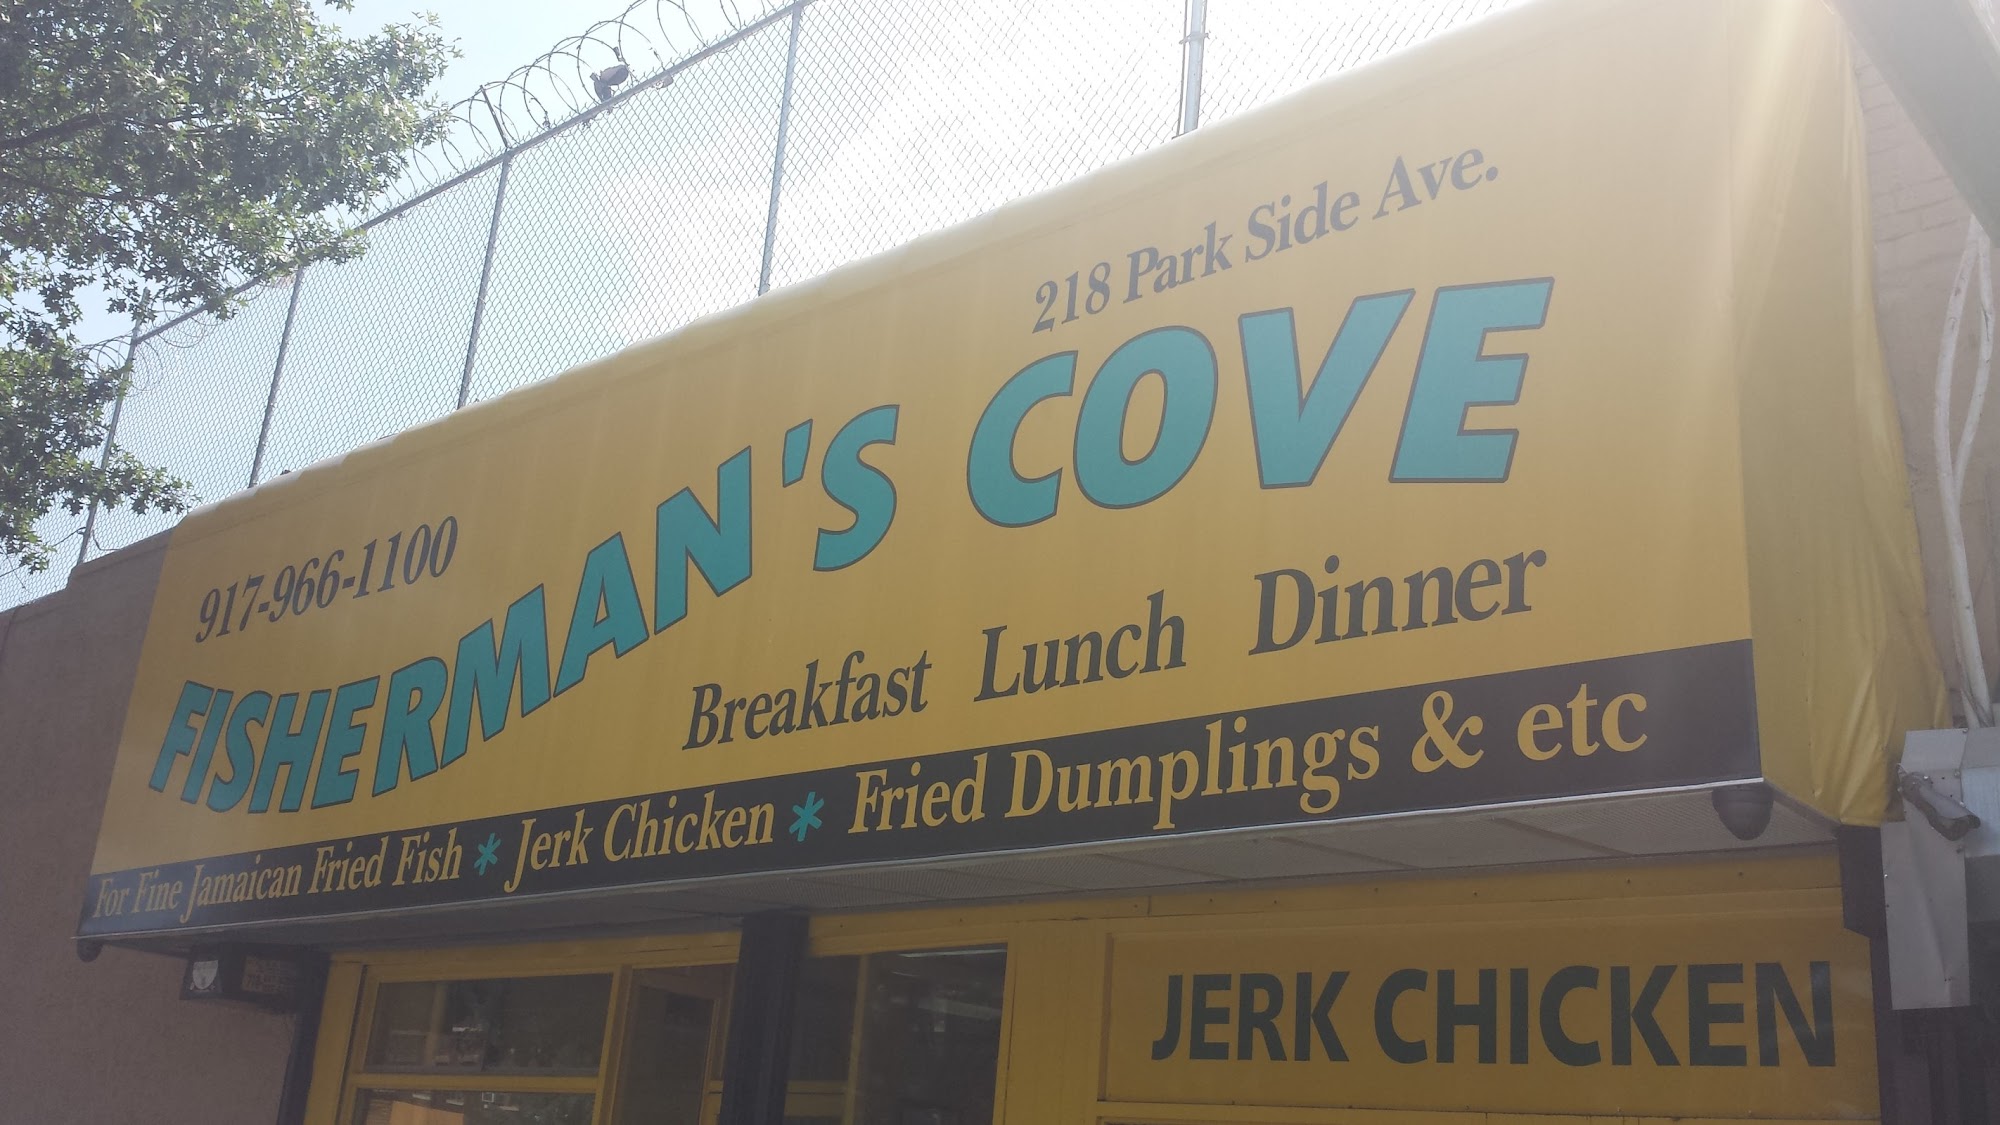 218 Park Side Ave.
917-966-1100
FISHERMAN'S COVE
Breakfast Lunch Dinner
For Fine Jamaican Fried Fish * Jerk Chicken * Fried Dumplings & etc
JERK CHICKEN